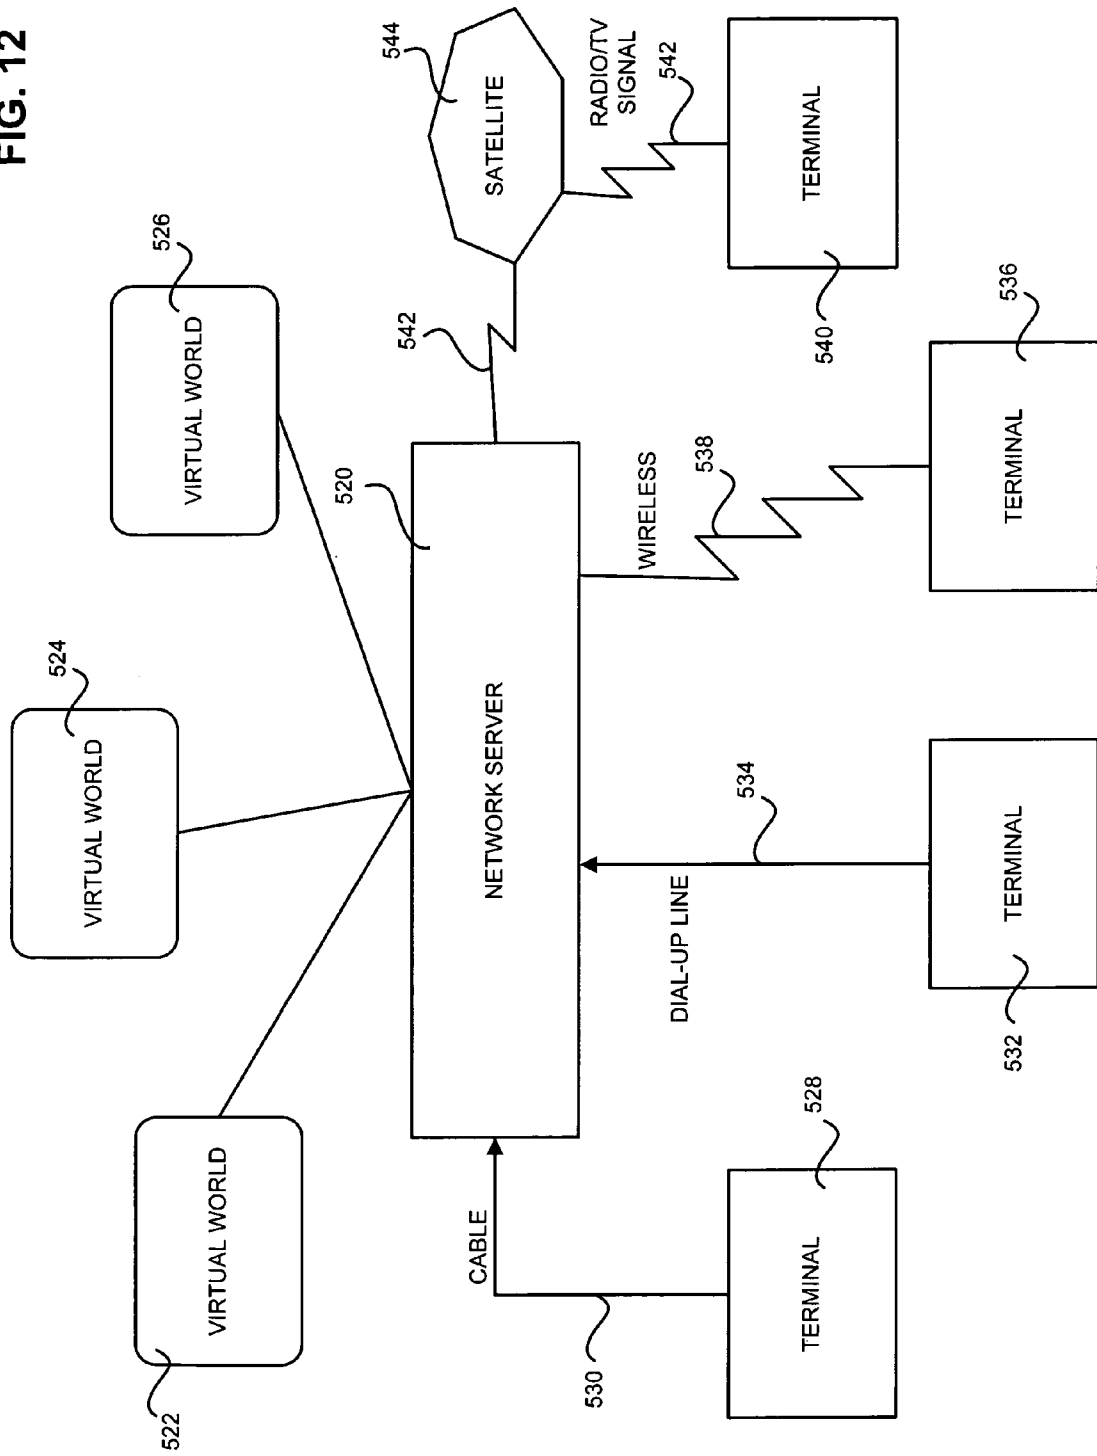 FIG. 12
524
VIRTUAL WORLD
526
VIRTUAL WORLD
VIRTUAL WORLD
522
520
NETWORK SERVER
542
544
SATELLITE
RADIO/TV
SIGNAL
542
CABLE
530
DIAL-UP LINE
534
WIRELESS
538
528
TERMINAL
TERMINAL
532
TERMINAL
536
TERMINAL
540